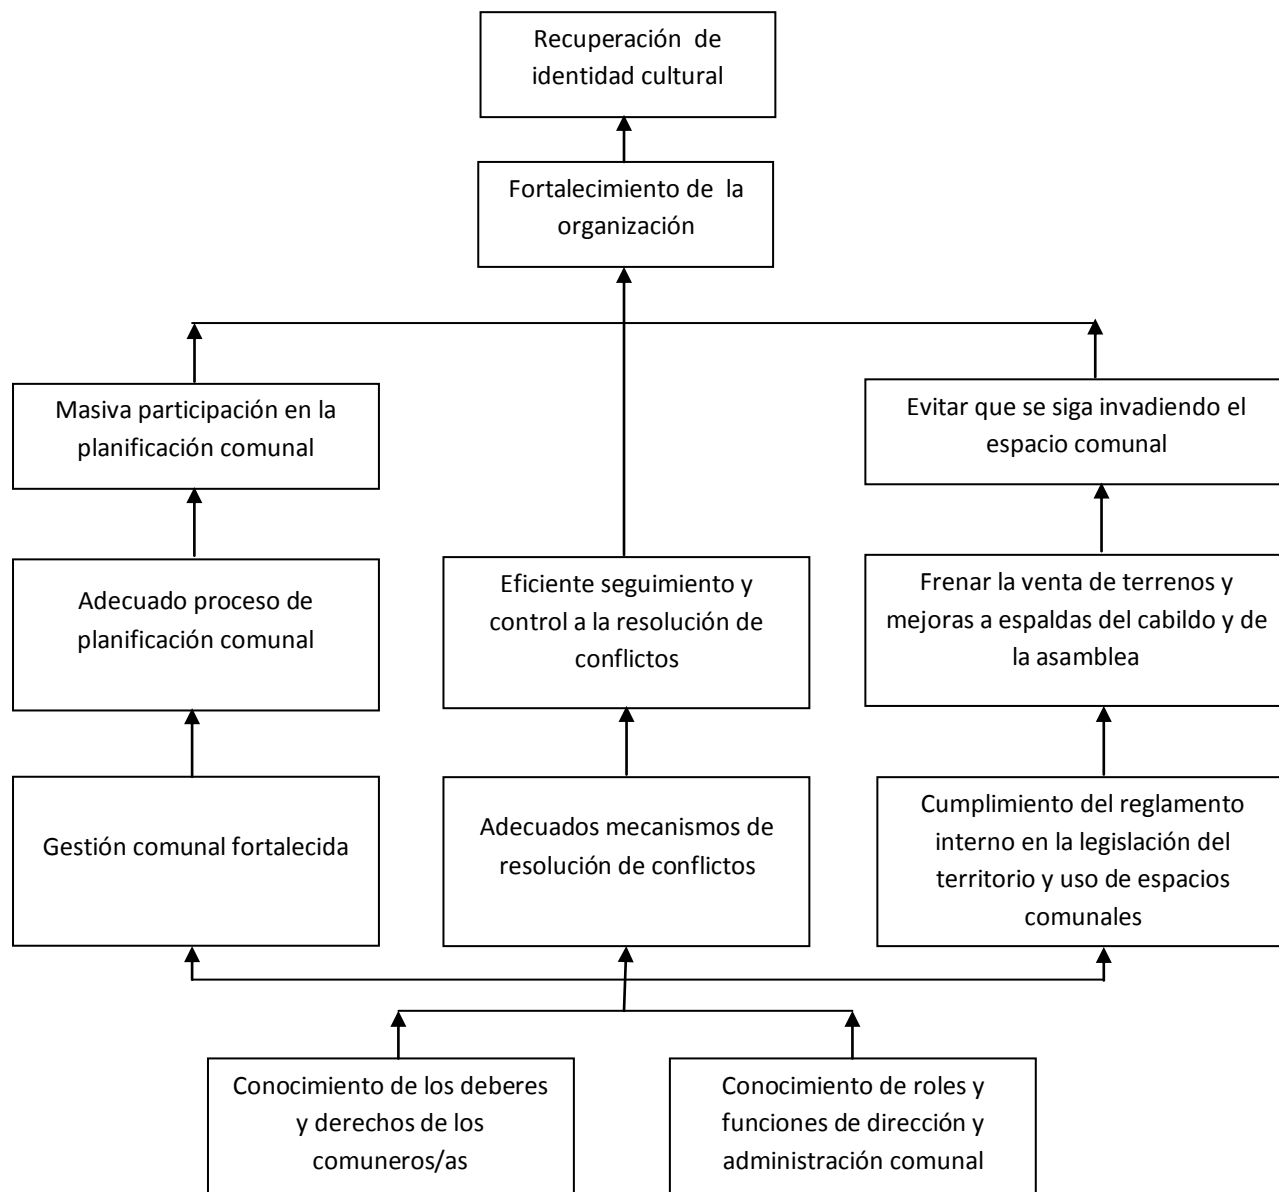 Recuperación de
identidad cultural
Fortalecimiento de la
organización
Masiva participación en la
planificación comunal
Evitar que se siga invadiendo el
espacio comunal
Adecuado proceso de
planificación comunal
Eficiente seguimiento y
control a la resolución de
conflictos
Frenar la venta de terrenos y
mejoras a espaldas del cabildo y de
la asamblea
Gestión comunal fortalecida
Adecuados mecanismos de
resolución de conflictos
Cumplimiento del reglamento
interno en la legislación del
territorio y uso de espacios
comunales
Conocimiento de los deberes
y derechos de los
comuneros/as
Conocimiento de roles y
funciones de dirección y
administración comunal